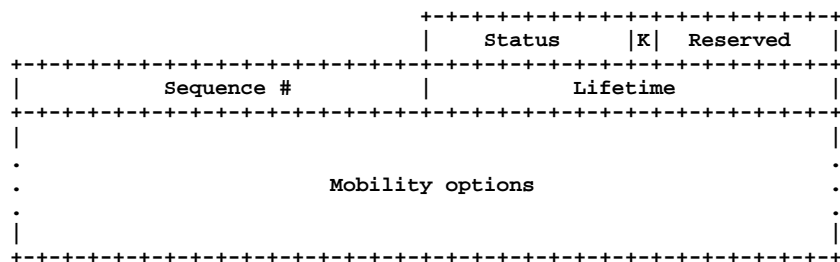 +-+-+-+-+-+-+-+-+-+-+-+-+-+-+-+-+
                                |    Status     |K|  Reserved   |
+-+-+-+-+-+-+-+-+-+-+-+-+-+-+-+-+-+-+-+-+-+-+-+-+-+-+-+-+-+-+-+-+
|           Sequence #          |           Lifetime            |
+-+-+-+-+-+-+-+-+-+-+-+-+-+-+-+-+-+-+-+-+-+-+-+-+-+-+-+-+-+-+-+-+
|                                                               |
.                                                               .
.                        Mobility options                       .
.                                                               .
|                                                               |
+-+-+-+-+-+-+-+-+-+-+-+-+-+-+-+-+-+-+-+-+-+-+-+-+-+-+-+-+-+-+-+-+